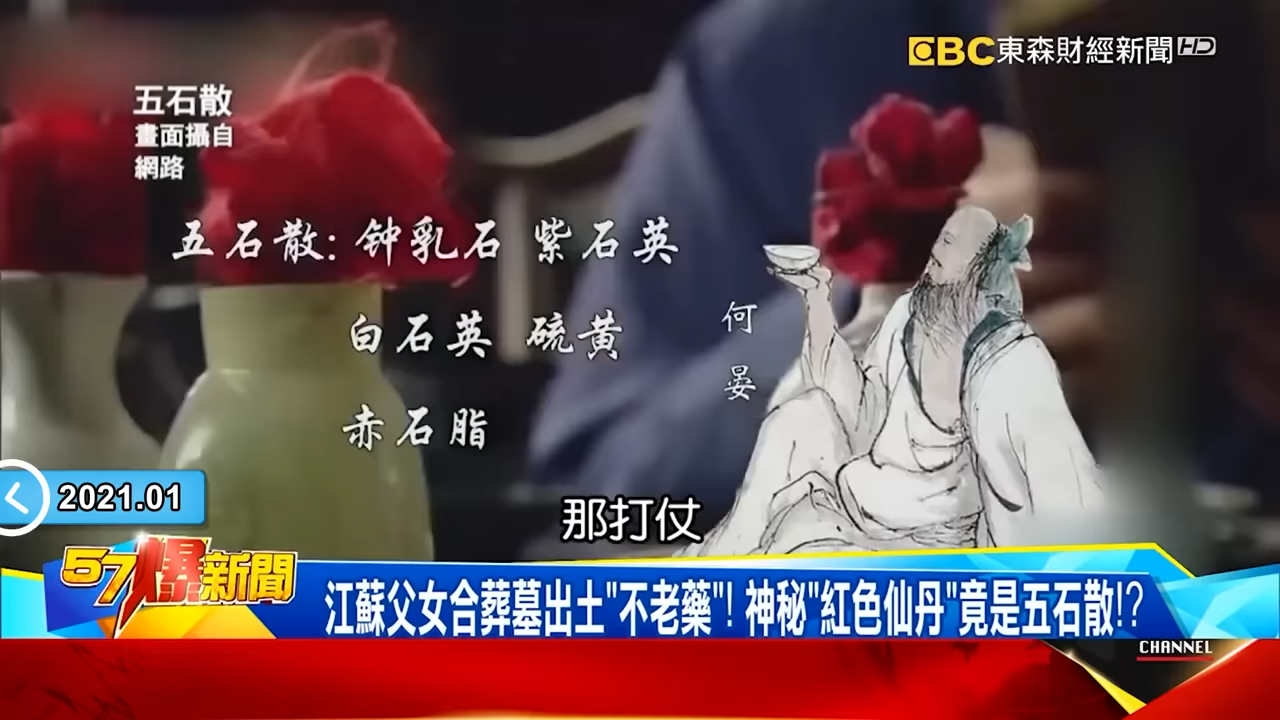 EBC東森財經新聞HD
五石散
畫面攝自
網路
五石散: 钟乳石 紫石英
白石英 硫黄
赤石脂
何晏
2021.01
那打仗
57爆新聞
江蘇父女合葬墓出土"不老藥"! 神秘"紅色仙丹"竟是五石散!?
CHANNEL